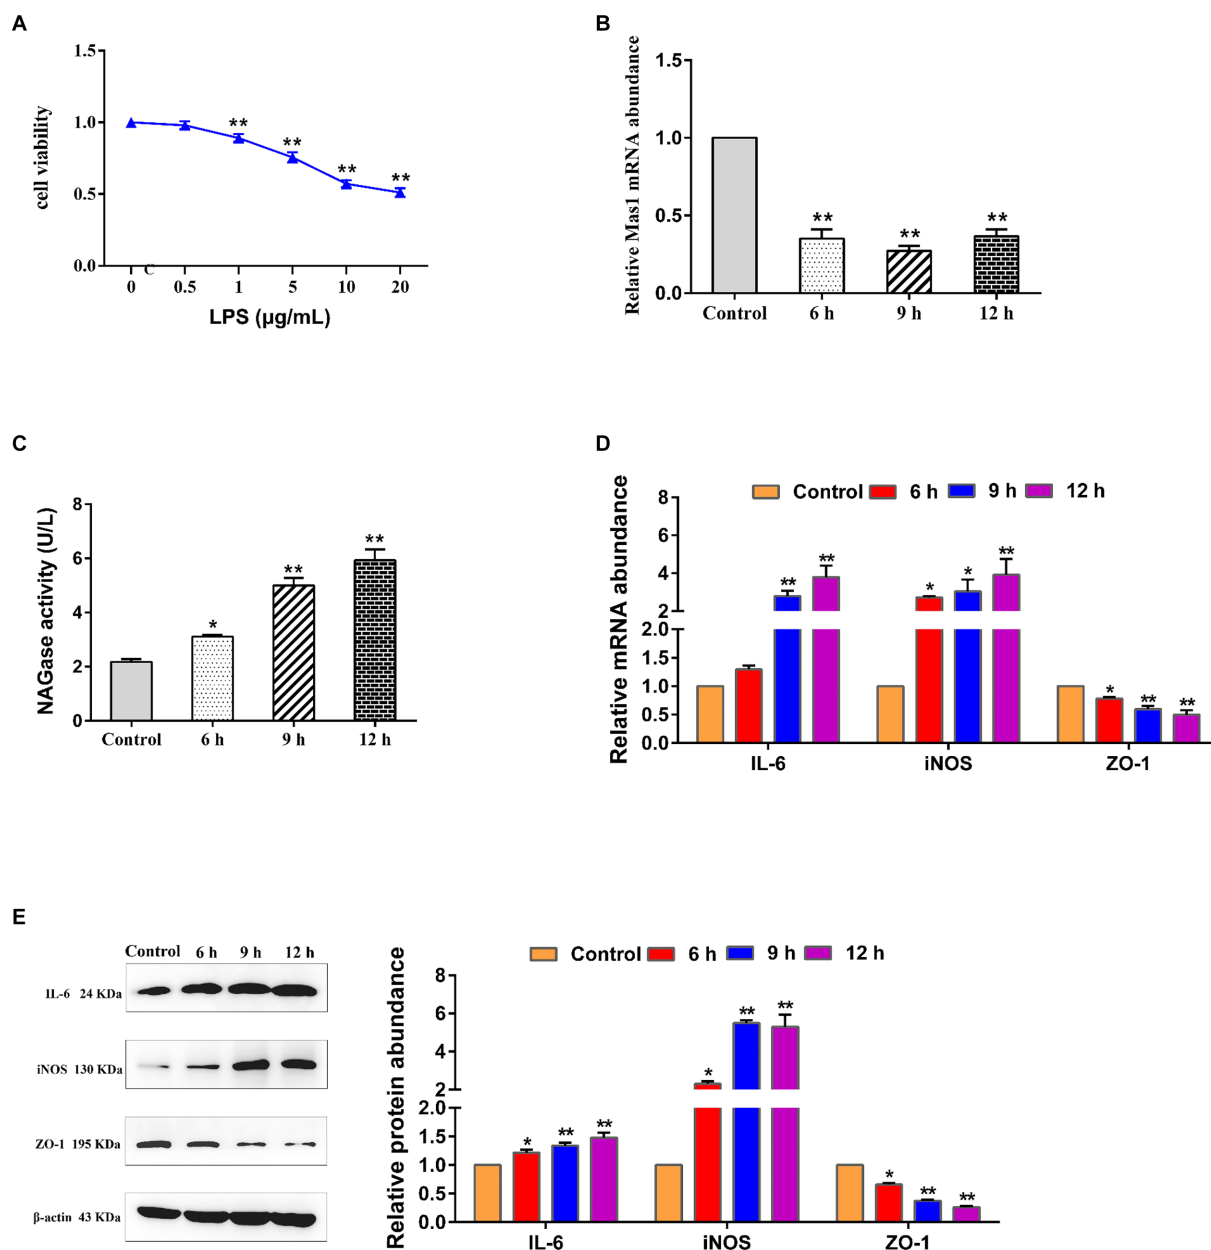 A
1.5
1.0
0.5
0.0
cell viability
** ** ** **
C
0 0.5 1 5 10 20
LPS (μg/mL)
B
1.5
1.0
0.5
0.0
Relative Mas1 mRNA abundance
** ** **
Control 6 h 9 h 12 h
C
8
6
4
2
0
NAGase activity (U/L)
* ** **
Control 6 h 9 h 12 h
D
Control 6 h 9 h 12 h
8
6
4
2
2.0
1.5
1.0
0.5
0.0
Relative mRNA abundance
** ** * * ** * ** **
IL-6 iNOS ZO-1
E
Control 6 h 9 h 12 h
IL-6 24 KDa
iNOS 130 KDa
ZO-1 195 KDa
β-actin 43 KDa
Control 6 h 9 h 12 h
8
6
4
2
2.0
1.5
1.0
0.5
0.0
Relative protein abundance
* ** ** * ** ** * ** **
IL-6 iNOS ZO-1